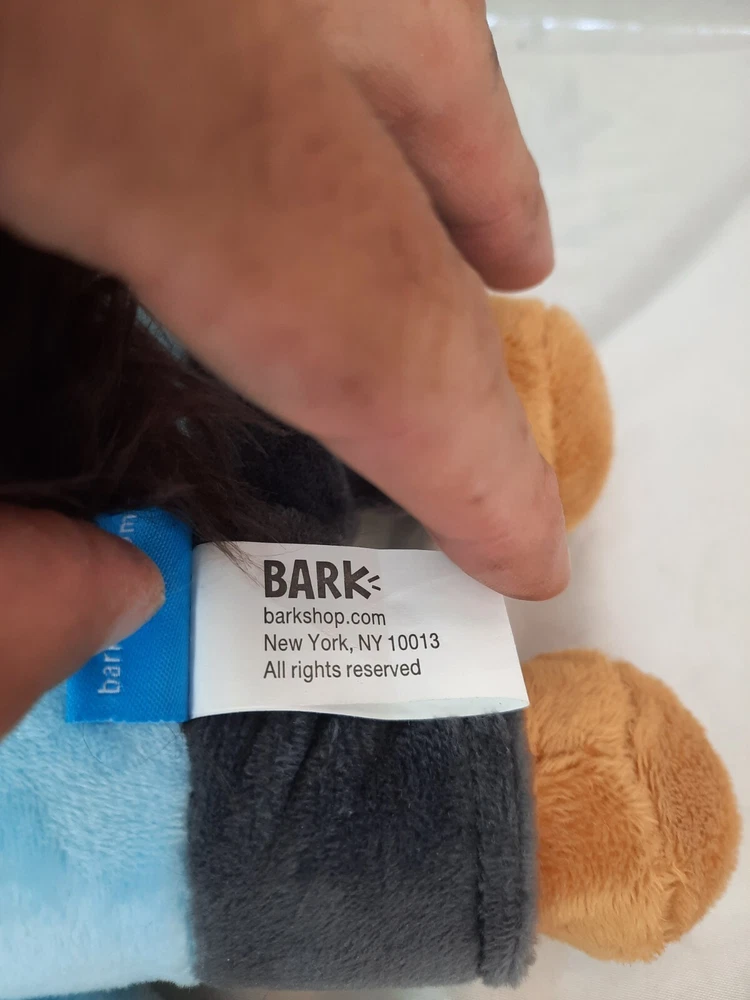 BARK
barkshop.com
New York, NY 10013
All rights reserved